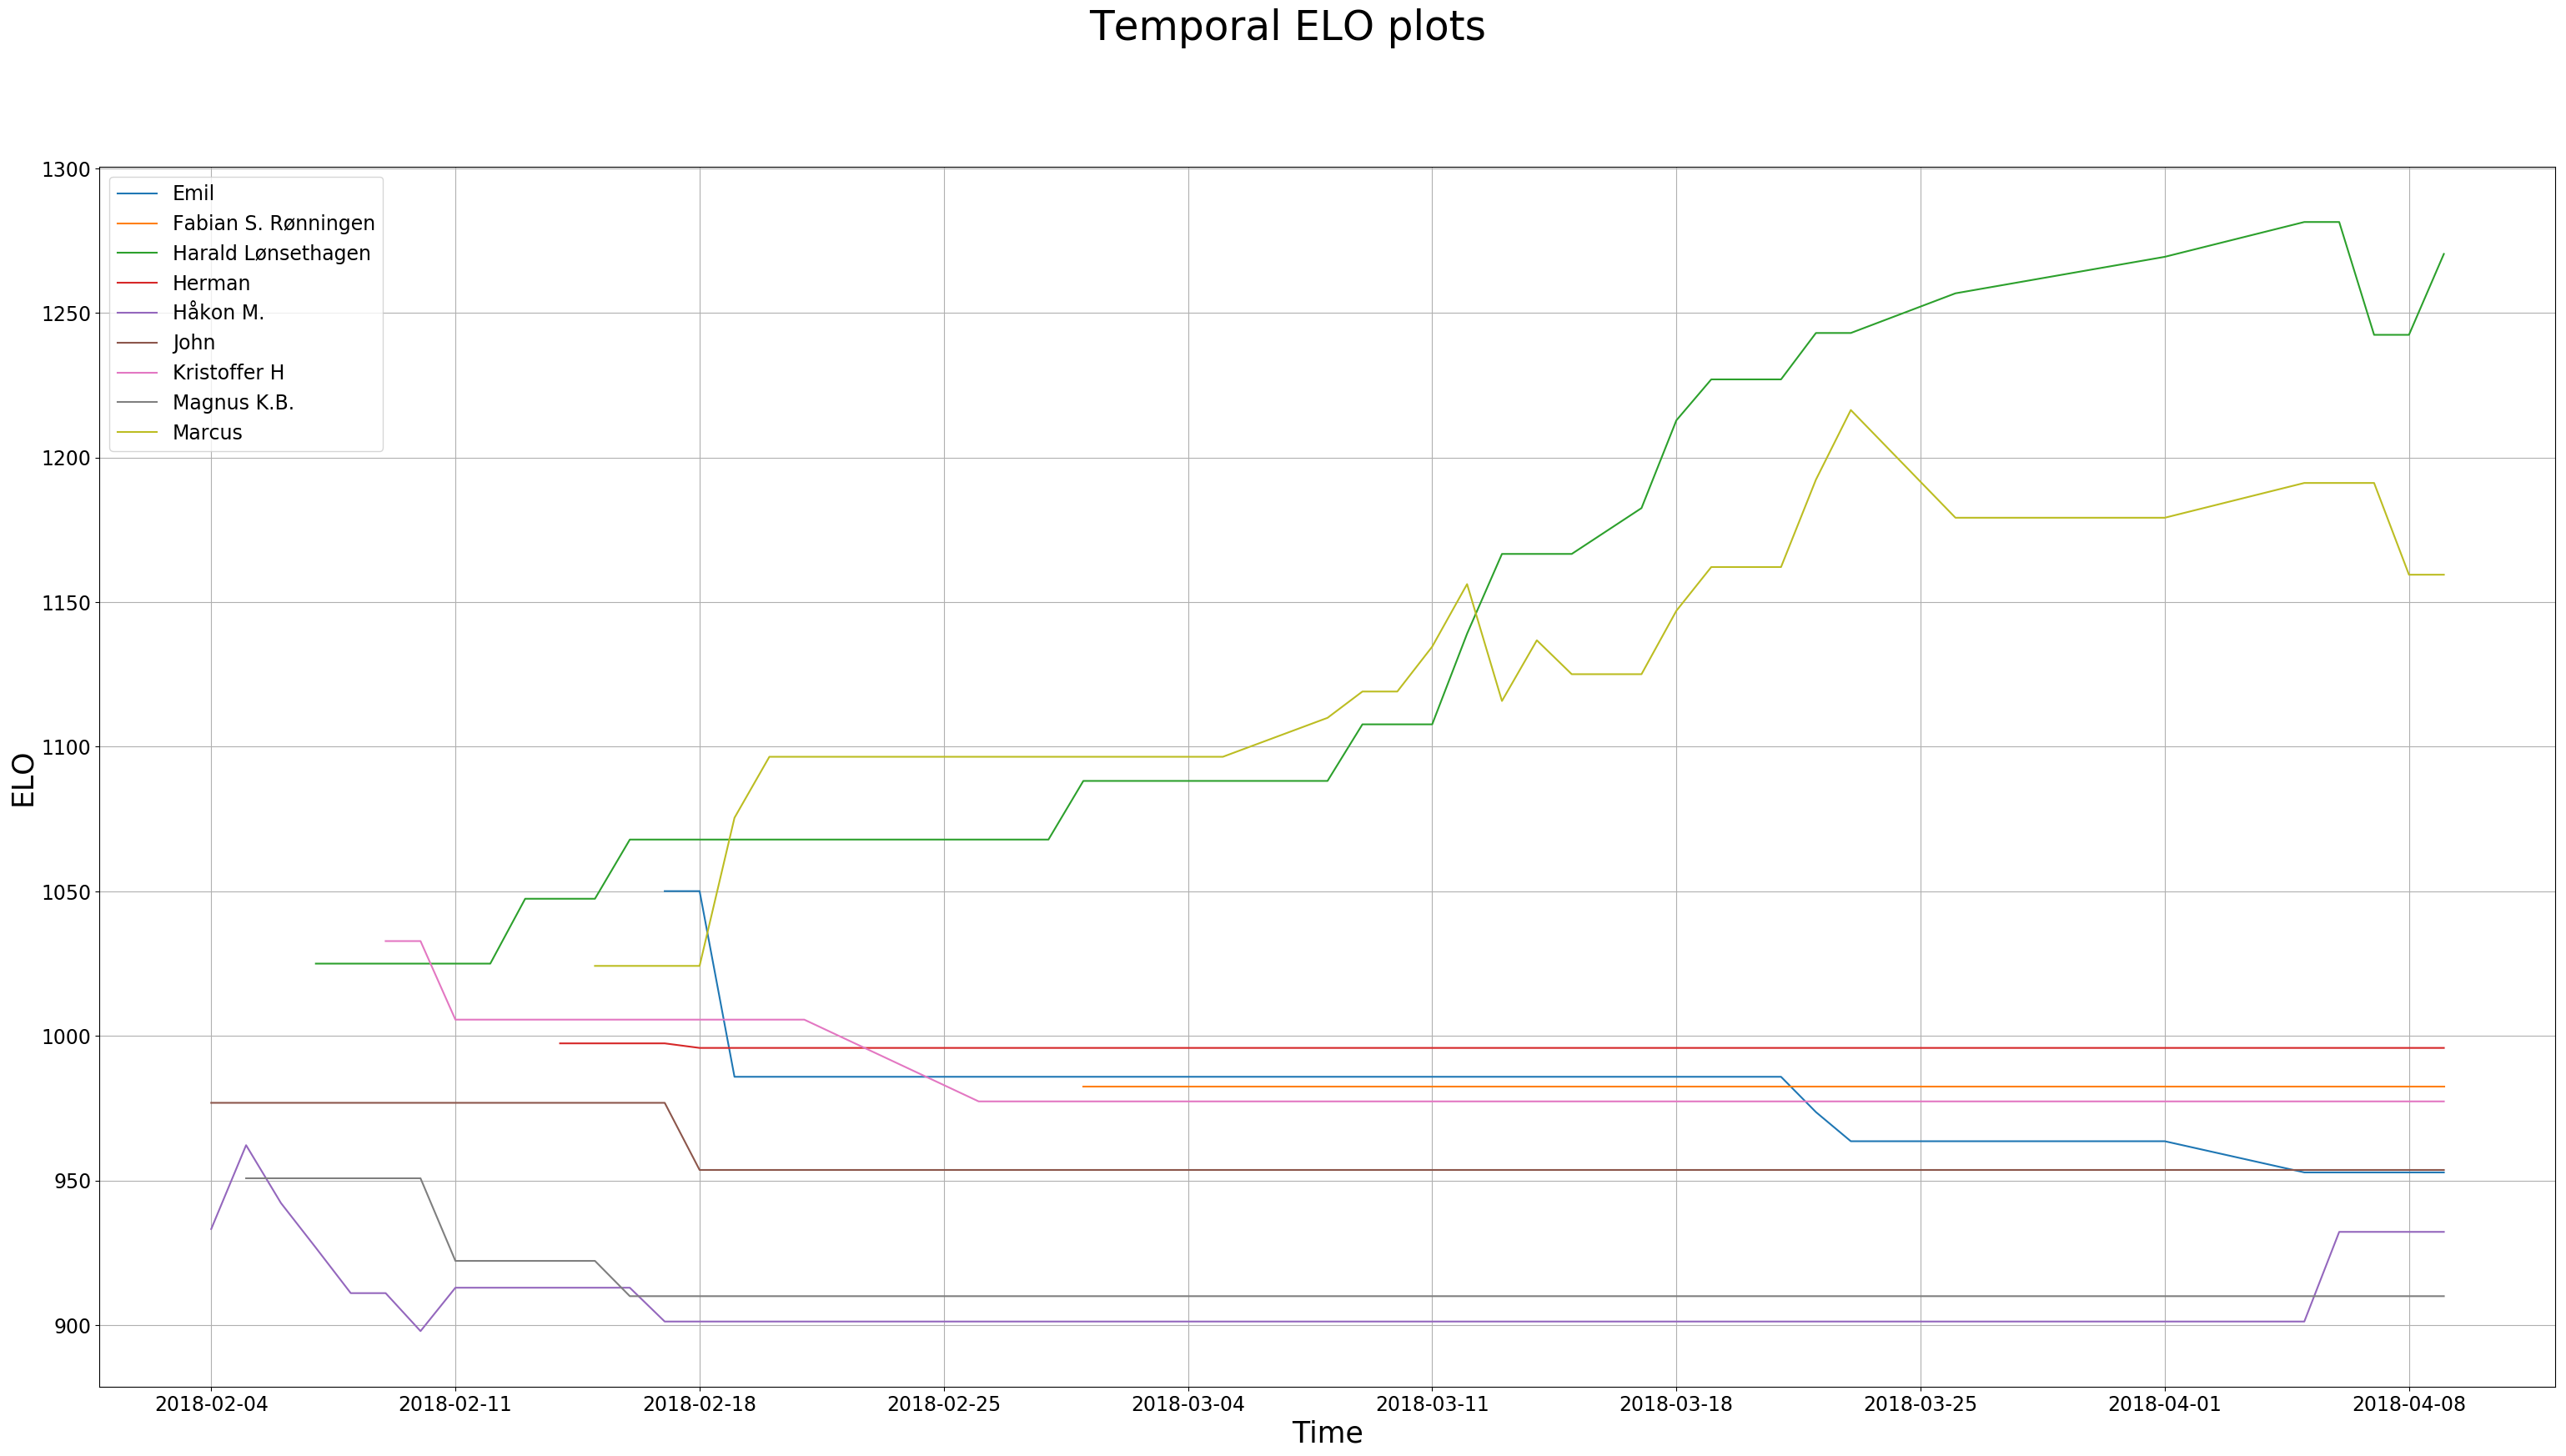 Temporal ELO plots
1300
1250
1200
1150
1100
1050
1000
950
900
ELO
Emil
Fabian S. Rønningen
Harald Lønsethagen
Herman
Håkon M.
John
Kristoffer H
Magnus K.B.
Marcus
2018-02-04 2018-02-11 2018-02-18 2018-02-25 2018-03-04 2018-03-11 2018-03-18 2018-03-25 2018-04-01 2018-04-08
Time